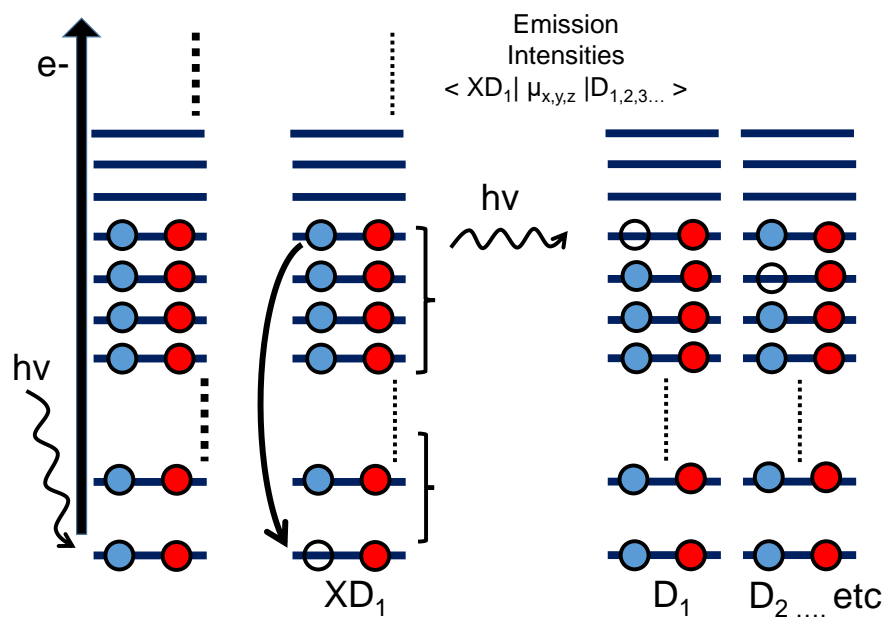 e-
Emission
Intensities
< XD₁| μₓ,y,z |D₁,₂,₃... >
hν
hν
XD₁
D₁
D₂ .... etc